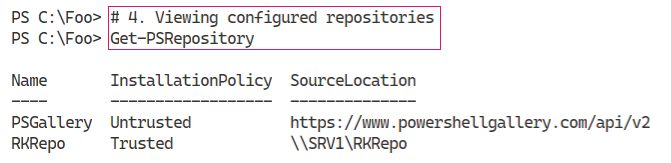 PS C:\Foo> # 4. Viewing configured repositories
PS C:\Foo> Get-PSRepository
Name InstallationPolicy SourceLocation
---- ------------------ --------------
PSGallery Untrusted https://www.powershellgallery.com/api/v2
RKRepo Trusted \\SRV1\RKRepo